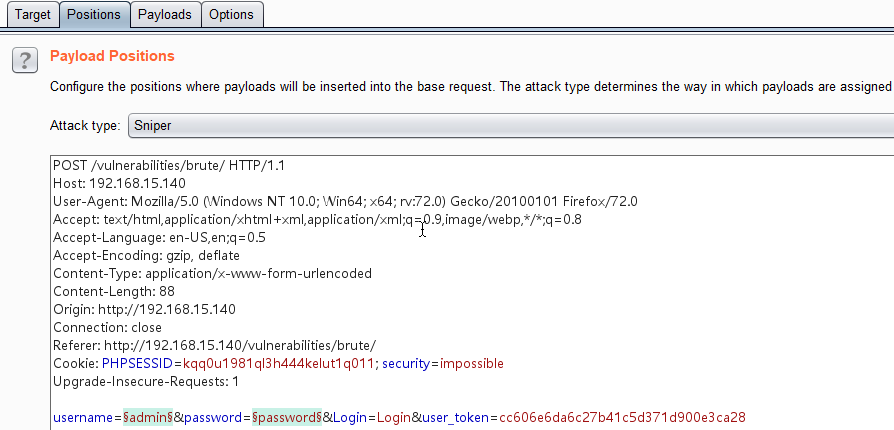 Target Positions Payloads Options
? Payload Positions
Configure the positions where payloads will be inserted into the base request. The attack type determines the way in which payloads are assigned
Attack type: Sniper
POST /vulnerabilities/brute/ HTTP/1.1
Host: 192.168.15.140
User-Agent: Mozilla/5.0 (Windows NT 10.0; Win64; x64; rv:72.0) Gecko/20100101 Firefox/72.0
Accept: text/html,application/xhtml+xml,application/xml;q=0.9,image/webp,*/*;q=0.8
Accept-Language: en-US,en;q=0.5
Accept-Encoding: gzip, deflate
Content-Type: application/x-www-form-urlencoded
Content-Length: 88
Origin: http://192.168.15.140
Connection: close
Referer: http://192.168.15.140/vulnerabilities/brute/
Cookie: PHPSESSID=kqq0u1981ql3h444kelut1q011; security=impossible
Upgrade-Insecure-Requests: 1
username=§admin§&password=§password§&Login=Login&user_token=cc606e6da6c27b41c5d371d900e3ca28